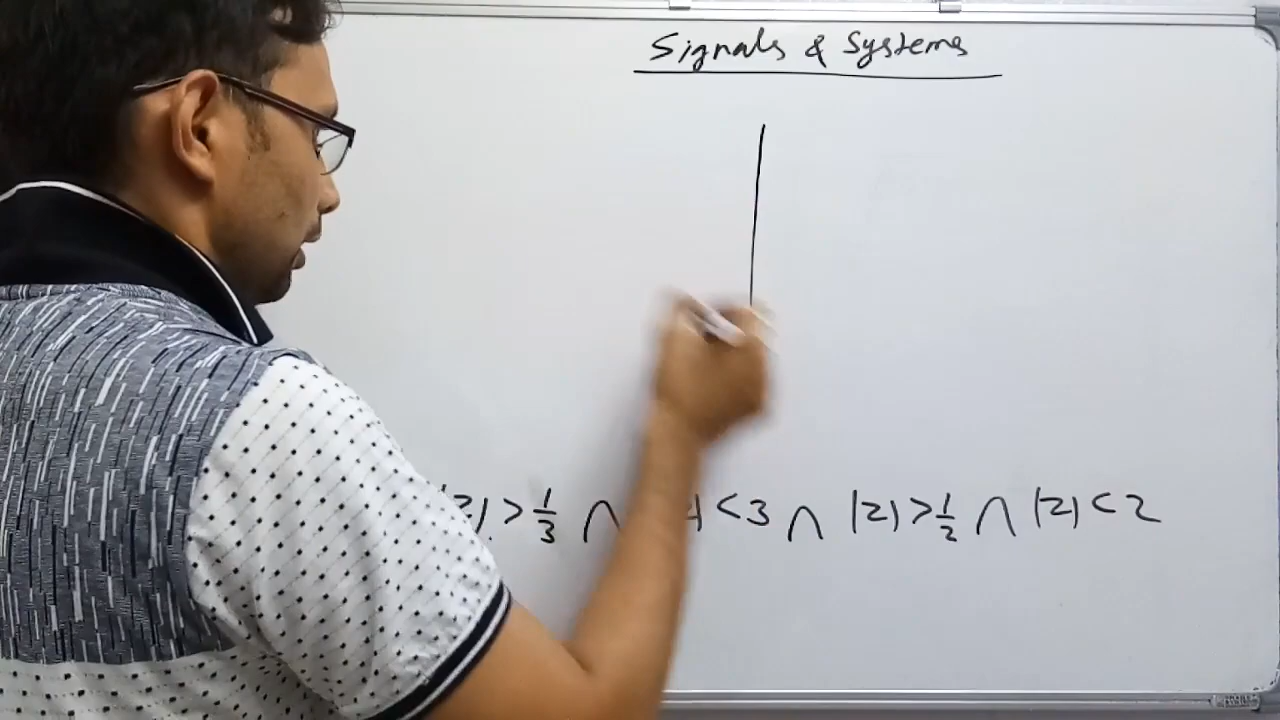 Signals & Systems
|z| > 1/3 ∩ < 3 ∩ |z| > 1/2 ∩ |z| < 2